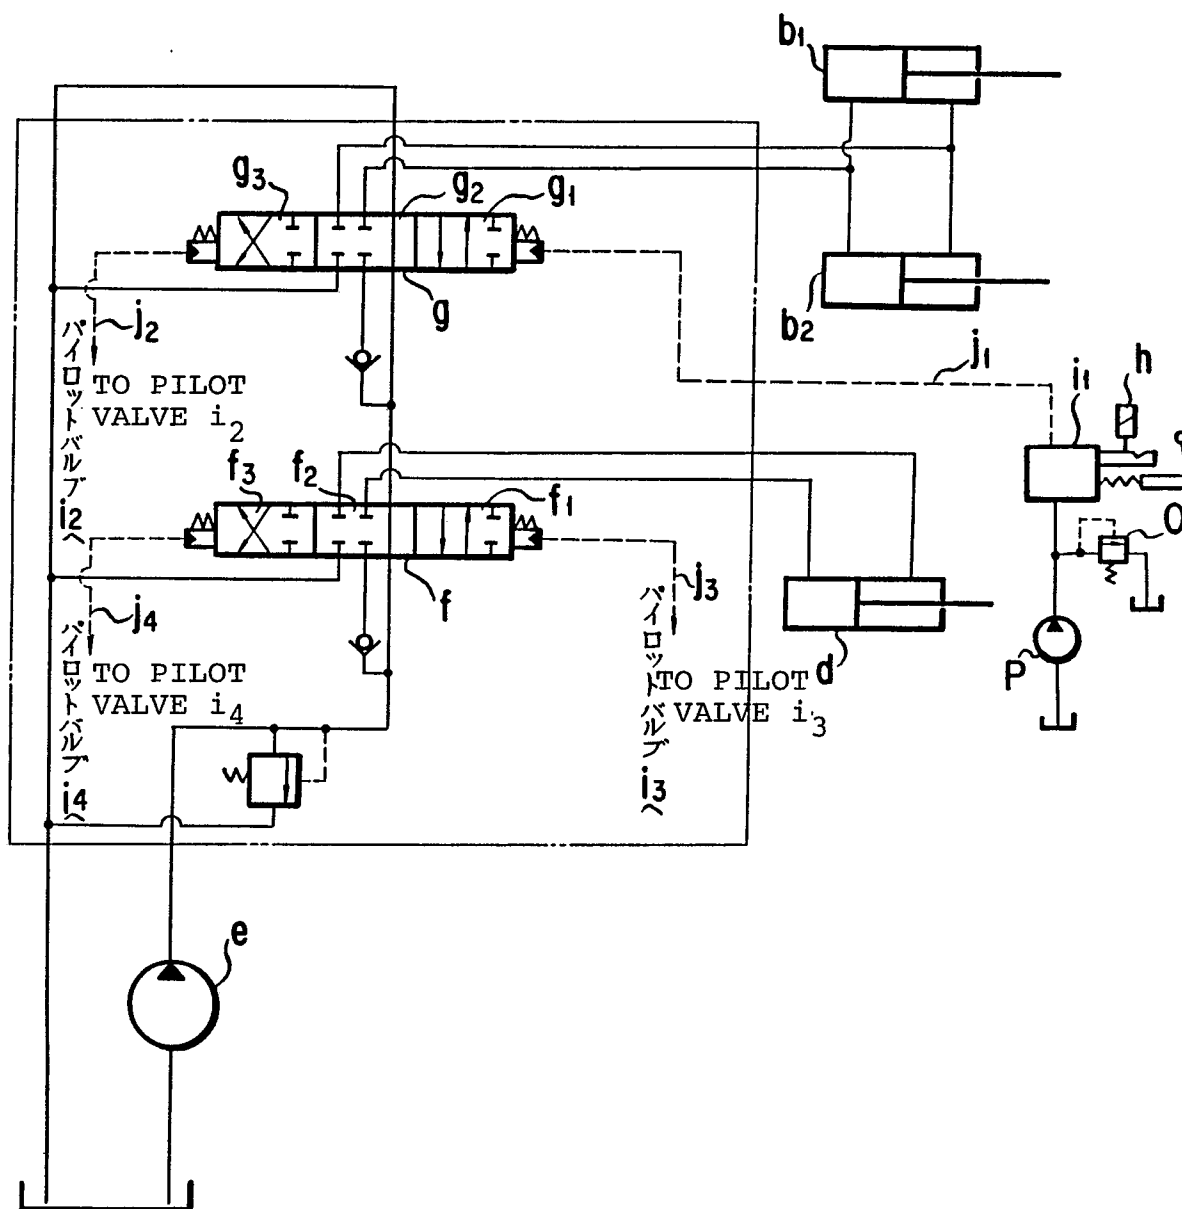 b1
g3
g2
g1
g
b2
j2
パイロットバルブ
i2へ
TO PILOT
VALVE i2
j1
i1
h
f3
f2
f1
f
O
j4
j3
パイロットバルブ
i4へ
TO PILOT
VALVE i4
パイロットバルブ
i3へ
TO PILOT
VALVE i3
d
P
e